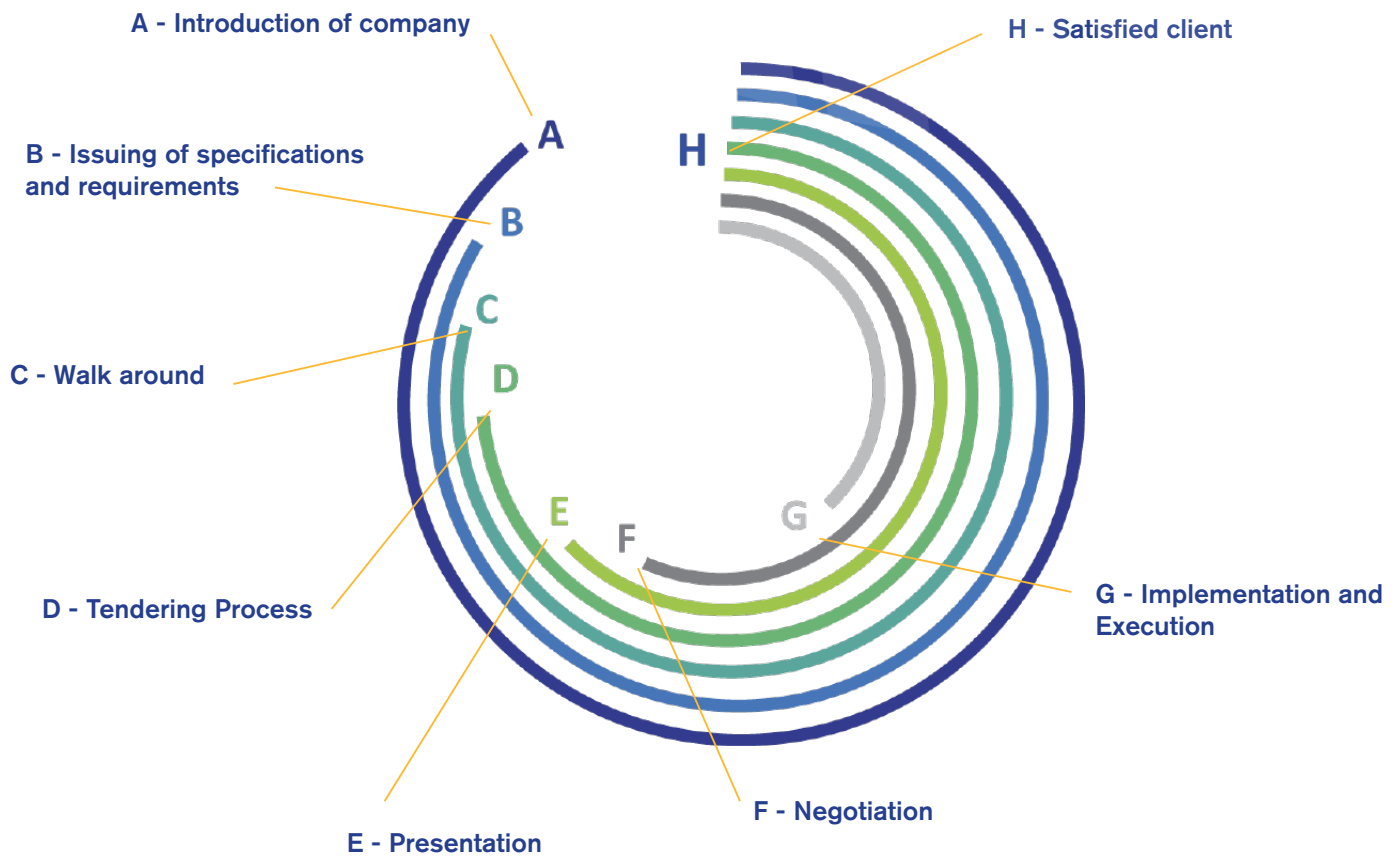 A - Introduction of company
H - Satisfied client
A
B - Issuing of specifications
and requirements
H
B
C
C - Walk around
D
E
G
F
D - Tendering Process
G - Implementation and
Execution
F - Negotiation
E - Presentation